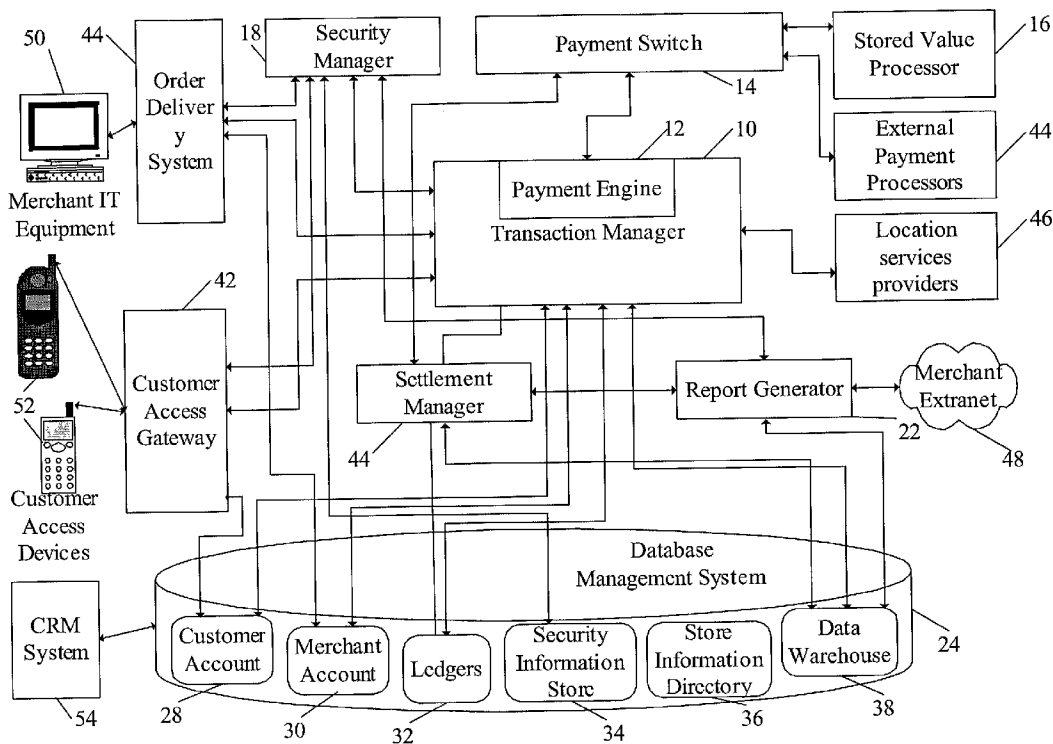 50
44
18
Security
Manager
Payment Switch
14
Stored Value
Processor
16
Order
Deliver
y
System
Merchant IT
Equipment
External
Payment
Processors
44
12
10
Payment Engine
Transaction Manager
Location
services
providers
46
42
Customer
Access
Gateway
52
Customer
Access
Devices
Settlement
Manager
44
Report Generator
22
Merchant
Extranet
48
Database
Management System
24
CRM
System
54
Customer
Account
28
Merchant
Account
30
Ledgers
32
Security
Information
Store
34
Store
Information
Directory
36
Data
Warehouse
38